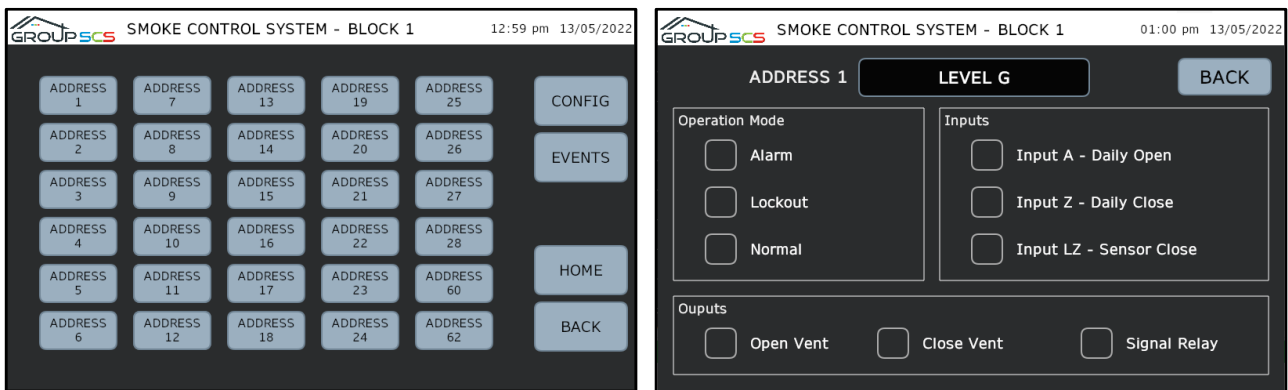 GROUP SCS SMOKE CONTROL SYSTEM - BLOCK 1 12:59 pm 13/05/2022
ADDRESS 1 ADDRESS 7 ADDRESS 13 ADDRESS 19 ADDRESS 25
CONFIG
ADDRESS 2 ADDRESS 8 ADDRESS 14 ADDRESS 20 ADDRESS 26
EVENTS
ADDRESS 3 ADDRESS 9 ADDRESS 15 ADDRESS 21 ADDRESS 27
ADDRESS 4 ADDRESS 10 ADDRESS 16 ADDRESS 22 ADDRESS 28
HOME
ADDRESS 5 ADDRESS 11 ADDRESS 17 ADDRESS 23 ADDRESS 60
ADDRESS 6 ADDRESS 12 ADDRESS 18 ADDRESS 24 ADDRESS 62
BACK
GROUP SCS SMOKE CONTROL SYSTEM - BLOCK 1 01:00 pm 13/05/2022
ADDRESS 1 LEVEL G BACK
Operation Mode
Alarm
Lockout
Normal
Inputs
Input A - Daily Open
Input Z - Daily Close
Input LZ - Sensor Close
Ouputs
Open Vent Close Vent Signal Relay